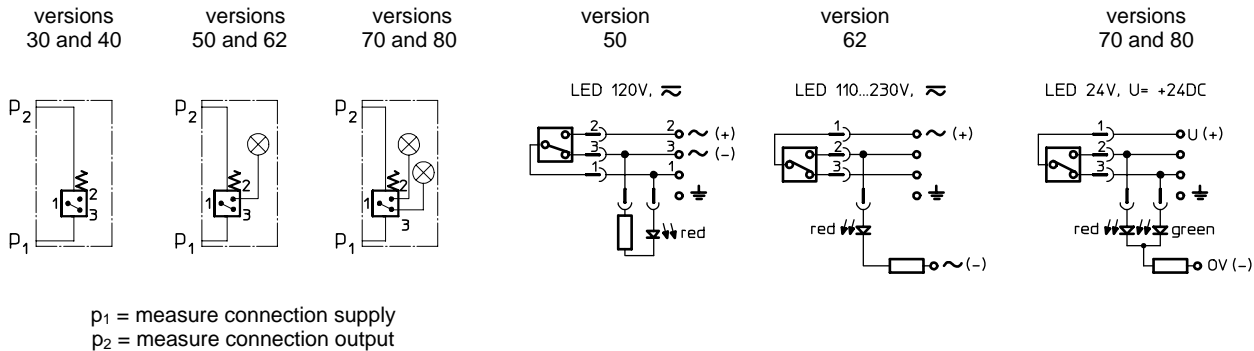 versions
30 and 40
versions
50 and 62
versions
70 and 80
version
50
version
62
versions
70 and 80
LED 120V,
LED 110...230V,
LED 24V, U= +24DC
p2
1
2
3
p1
p2
1
2
3
p1
p2
1
2
3
p1
2 2 ~ (+)
3 3 ~ (-)
1 1
red
1 ~ (+)
2
3
red
~ (-)
1 U (+)
2
3
red green
0V (-)
p₁ = measure connection supply
p₂ = measure connection output